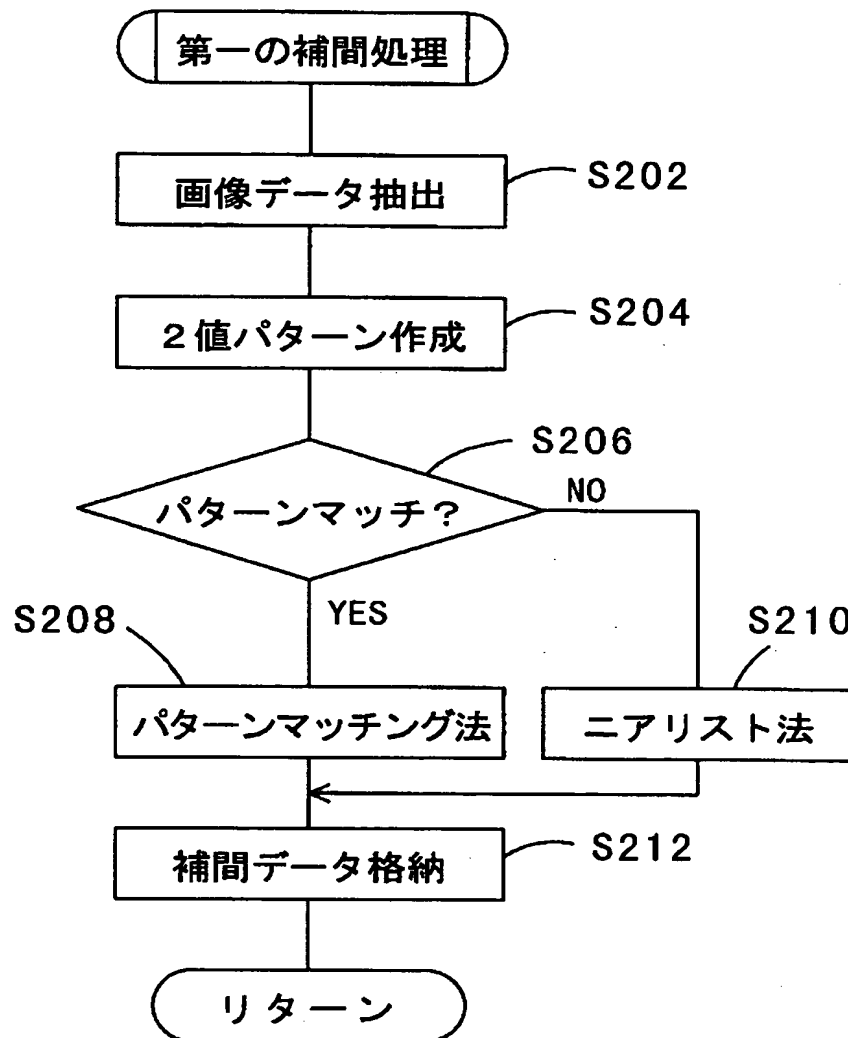 第一の補間処理
画像データ抽出
S202
2値パターン作成
S204
S206
パターンマッチ?
NO
YES
S208
S210
パターンマッチング法
ニアリスト法
補間データ格納
S212
リターン